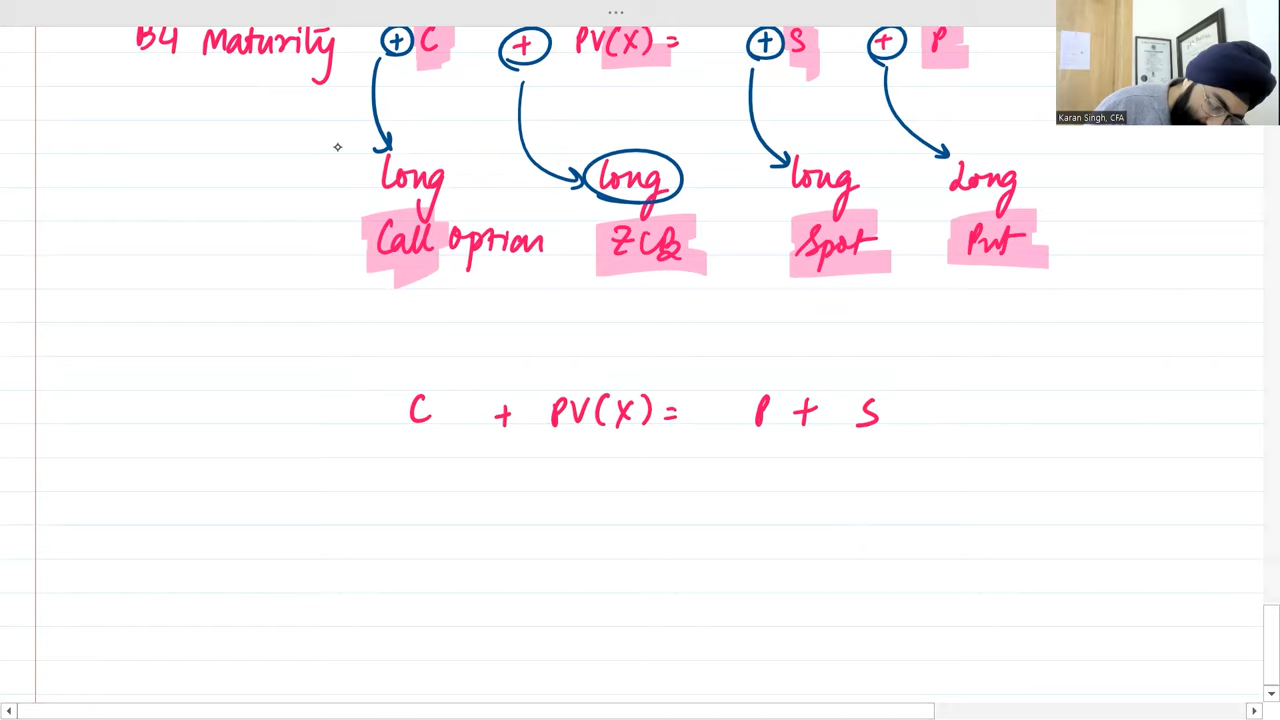 B4 Maturity + C + PV(X) = + S + P
Karan Singh, CFA
long long long Long
Call option ZCB Spot Put
C + PV(X) = P + S